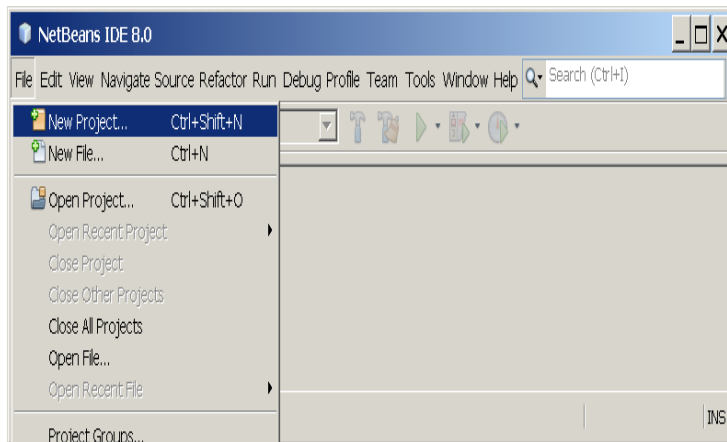 NetBeans IDE 8.0
File Edit View Navigate Source Refactor Run Debug Profile Team Tools Window Help Search (Ctrl+I)
New Project... Ctrl+Shift+N
New File... Ctrl+N
Open Project... Ctrl+Shift+O
Open Recent Project
Close Project
Close Other Projects
Close All Projects
Open File...
Open Recent File
Project Groups...
INS